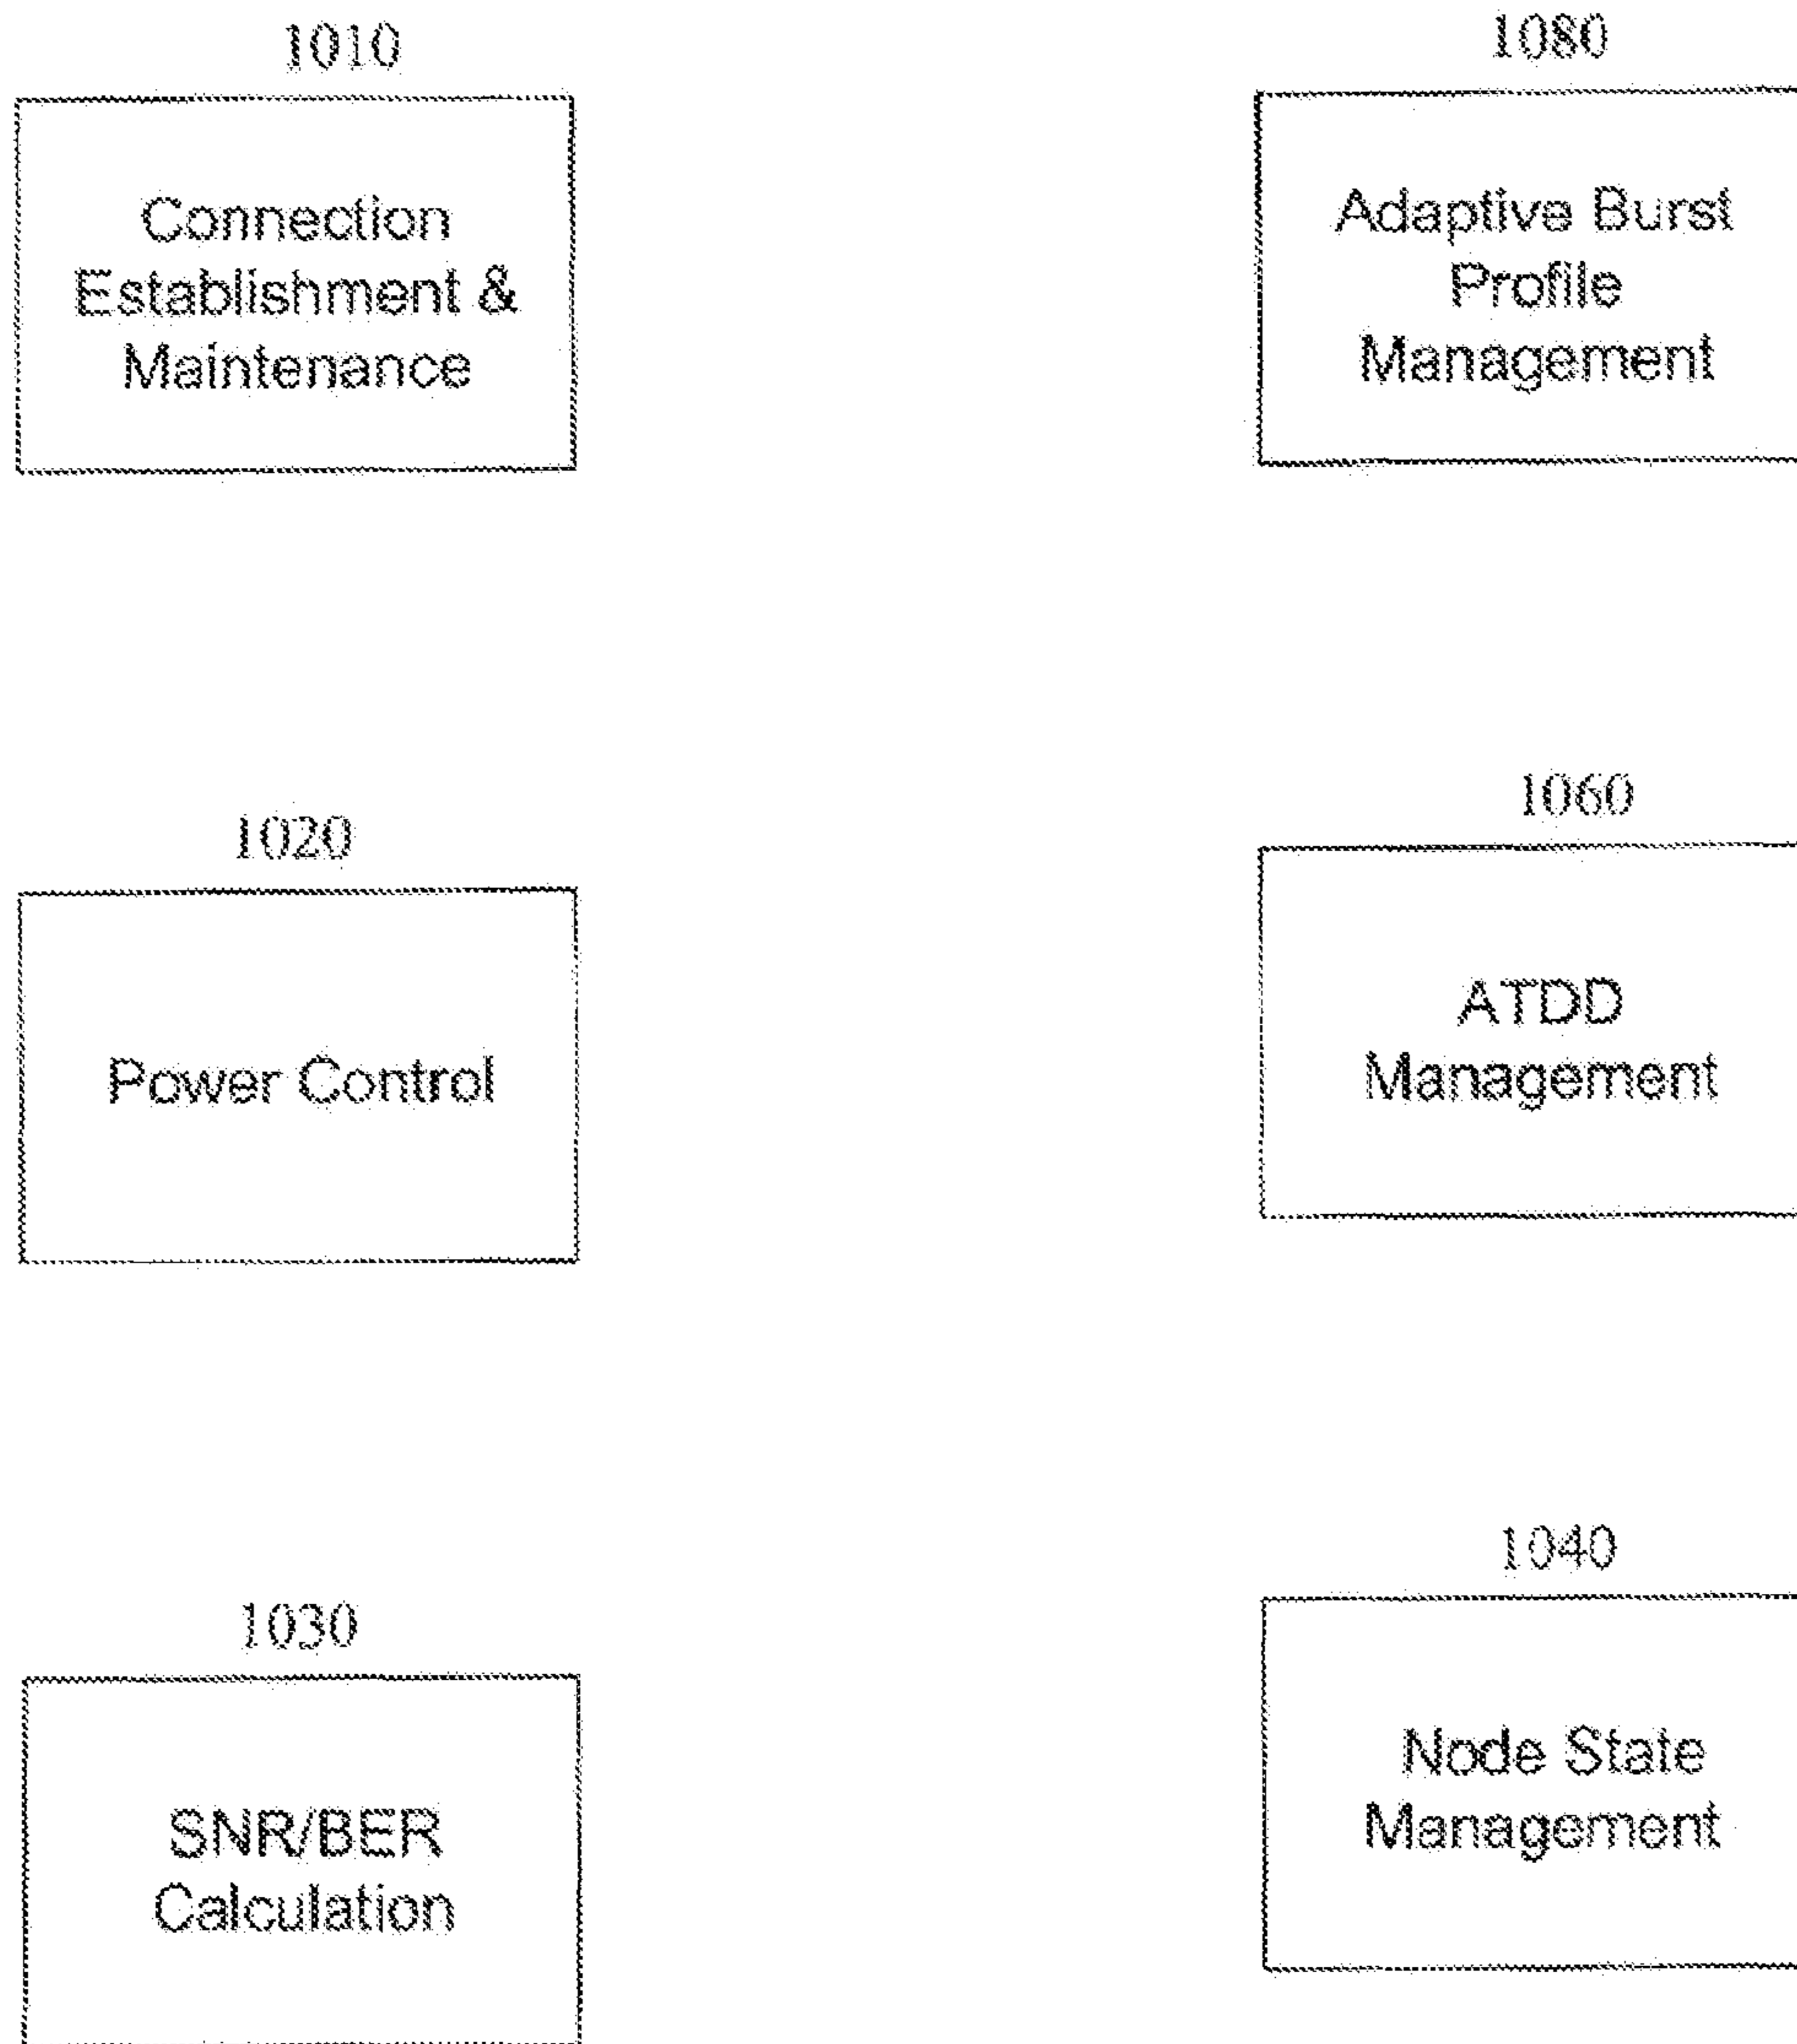 1010
Connection
Establishment &
Maintenance
1080
Adaptive Burst
Profile
Management
1020
Power Control
1060
ATDD
Management
1030
SNR/BER
Calculation
1040
Node State
Management